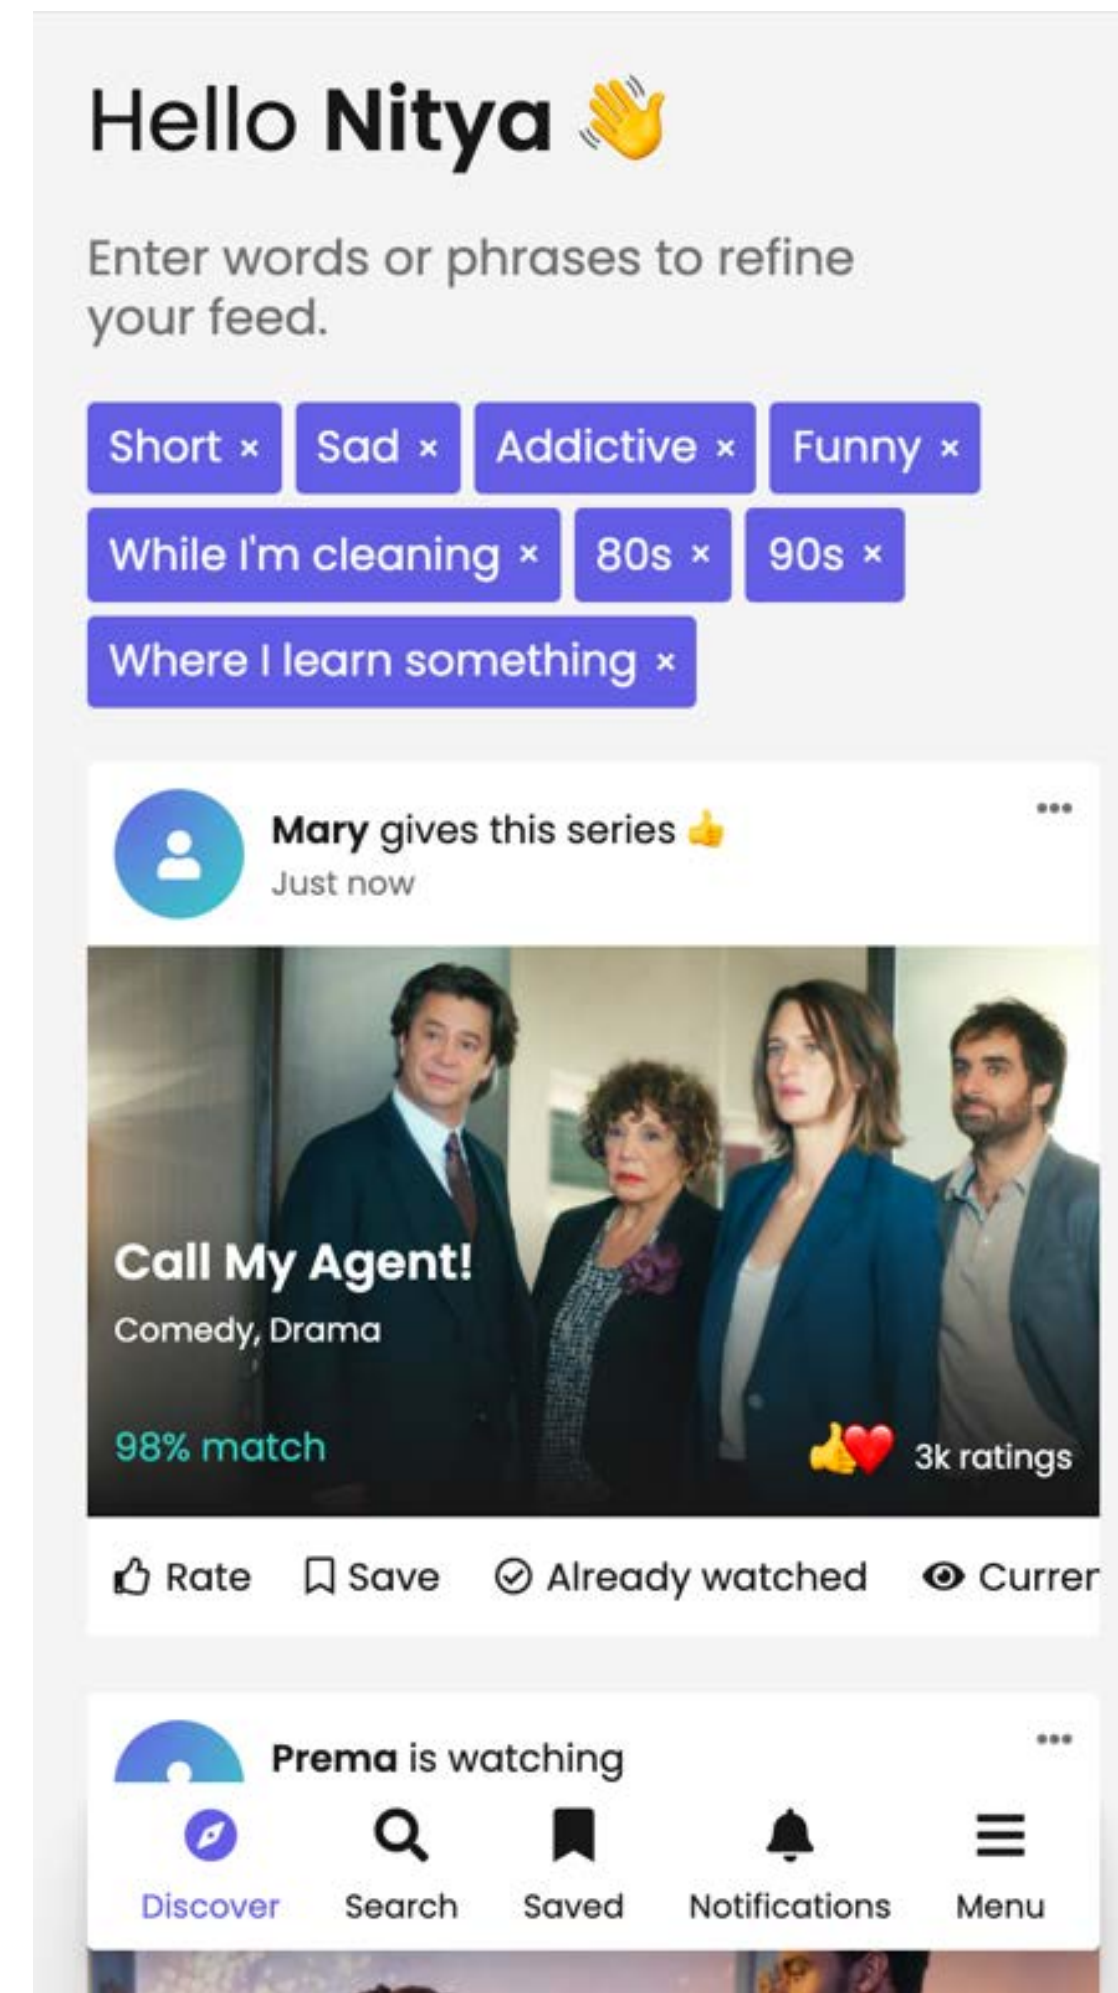 Hello Nitya 👋
Enter words or phrases to refine
your feed.
Short × Sad × Addictive × Funny ×
While I'm cleaning × 80s × 90s ×
Where I learn something ×
Mary gives this series 👍
Just now
Call My Agent!
Comedy, Drama
98% match
3k ratings
Rate Save Already watched Curren
Prema is watching
Discover Search Saved Notifications Menu